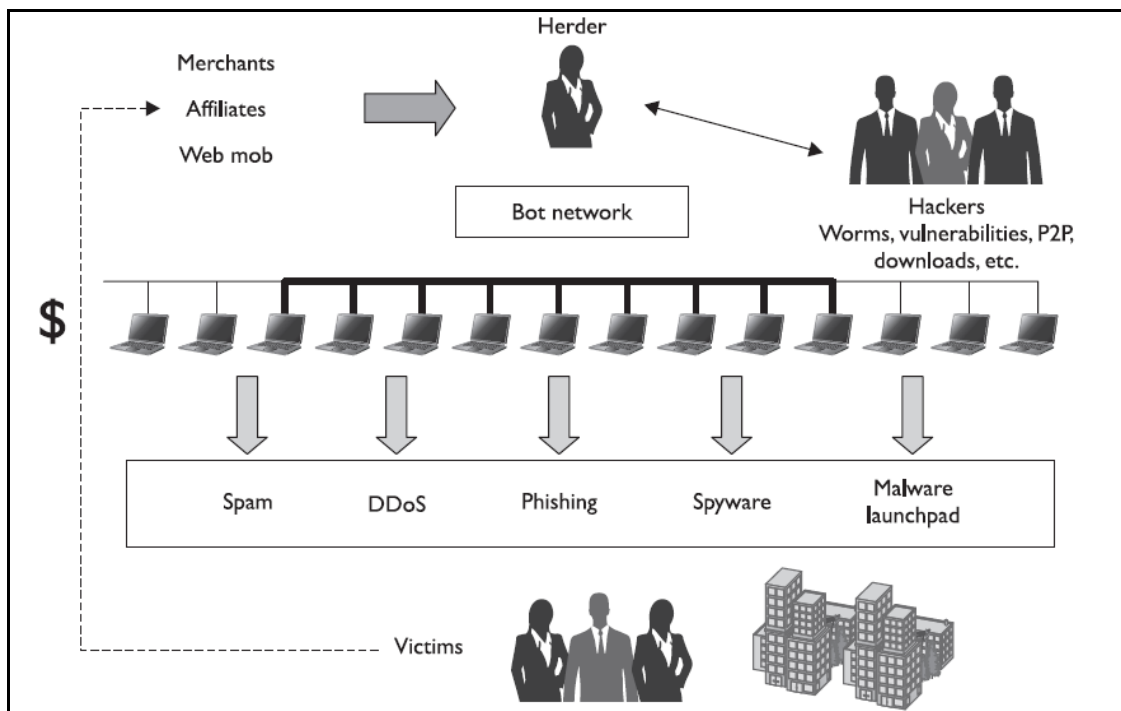 Herder
Merchants
Affiliates
Web mob
Hackers
Worms, vulnerabilities, P2P,
downloads, etc.
Bot network
$
Spam
DDoS
Phishing
Spyware
Malware
launchpad
Victims